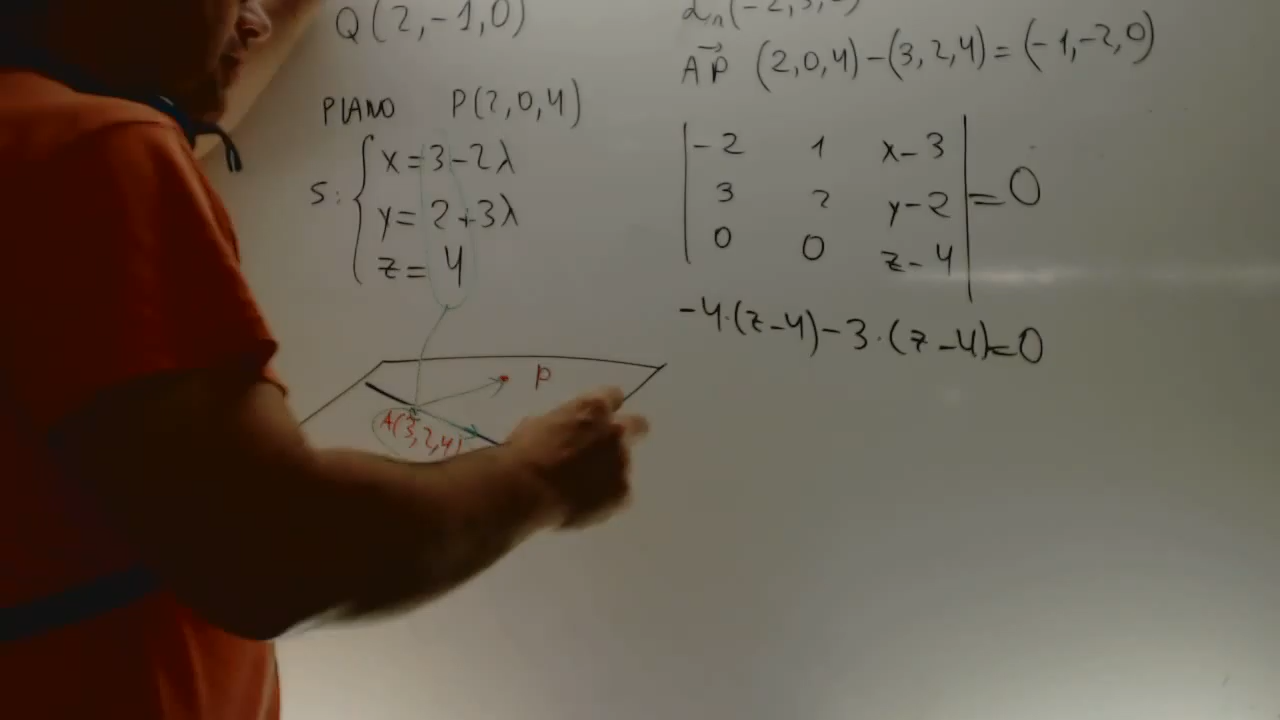 Q(2,-1,0)
PLANO P(2,0,4)
S: { x=3-2λ
y=2+3λ
z=4
P
A(3,2,4)
AP⃗ (2,0,4)-(3,2,4)=(-1,-2,0)
| -2 1 x-3 |
| 3 2 y-2 | =0
| 0 0 z-4 |
-4·(z-4)-3·(z-4)=0